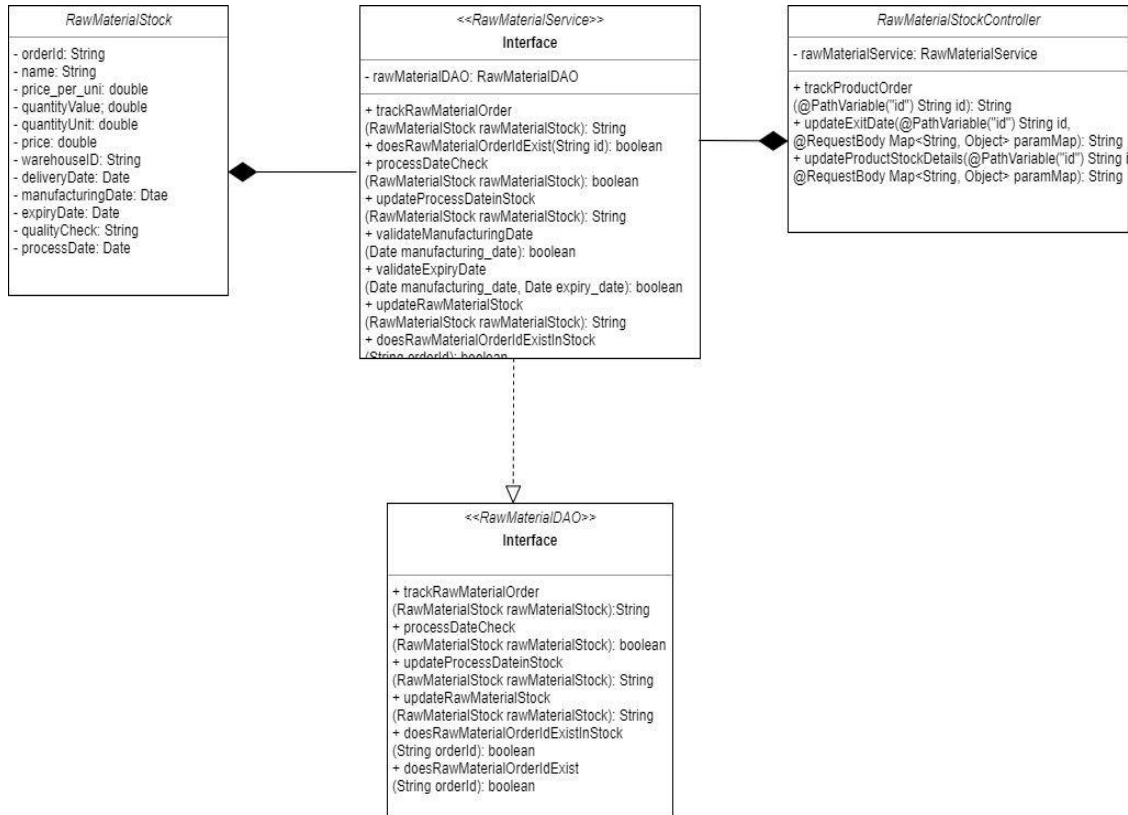 RawMaterialStock
- orderId: String
- name: String
- price_per_uni: double
- quantityValue; double
- quantityUnit: double
- price: double
- warehouseID: String
- deliveryDate: Date
- manufacturingDate: Dtae
- expiryDate: Date
- qualityCheck: String
- processDate: Date
<<RawMaterialService>>
Interface
- rawMaterialDAO: RawMaterialDAO
+ trackRawMaterialOrder
(RawMaterialStock rawMaterialStock): String
+ doesRawMaterialOrderIdExist(String id): boolean
+ processDateCheck
(RawMaterialStock rawMaterialStock): boolean
+ updateProcessDateinStock
(RawMaterialStock rawMaterialStock): String
+ validateManufacturingDate
(Date manufacturing_date): boolean
+ validateExpiryDate
(Date manufacturing_date, Date expiry_date): boolean
+ updateRawMaterialStock
(RawMaterialStock rawMaterialStock): String
+ doesRawMaterialOrderIdExistInStock
(String orderId): boolean
RawMaterialStockController
- rawMaterialService: RawMaterialService
+ trackProductOrder
(@PathVariable("id") String id): String
+ updateExitDate(@PathVariable("id") String id,
@RequestBody Map<String, Object> paramMap): String
+ updateProductStockDetails(@PathVariable("id") String i
@RequestBody Map<String, Object> paramMap): String
<<RawMaterialDAO>>
Interface
+ trackRawMaterialOrder
(RawMaterialStock rawMaterialStock):String
+ processDateCheck
(RawMaterialStock rawMaterialStock): boolean
+ updateProcessDateinStock
(RawMaterialStock rawMaterialStock): String
+ updateRawMaterialStock
(RawMaterialStock rawMaterialStock): String
+ doesRawMaterialOrderIdExistInStock
(String orderId): boolean
+ doesRawMaterialOrderIdExist
(String orderId): boolean